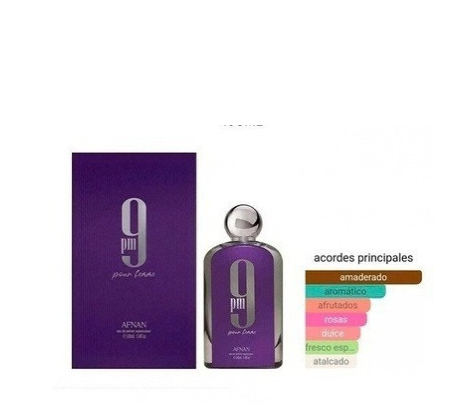 9
pm
pour femme
AFNAN
9
pm
pour femme
AFNAN
acordes principales
amaderado
aromático
afrutados
rosas
dulce
fresco esp...
atalcado